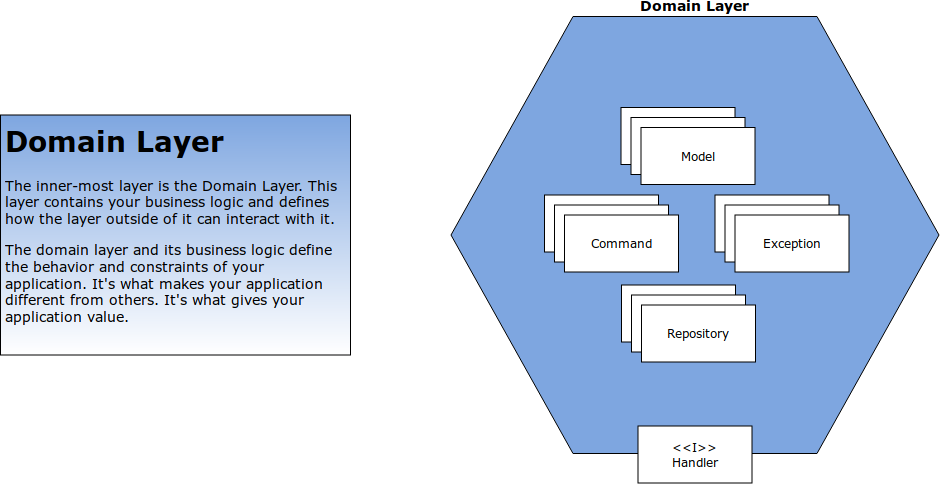 Domain Layer
The inner-most layer is the Domain Layer. This
layer contains your business logic and defines
how the layer outside of it can interact with it.
The domain layer and its business logic define
the behavior and constraints of your
application. It's what makes your application
different from others. It's what gives your
application value.
Domain Layer
Model
Command
Exception
Repository
<<I>>
Handler